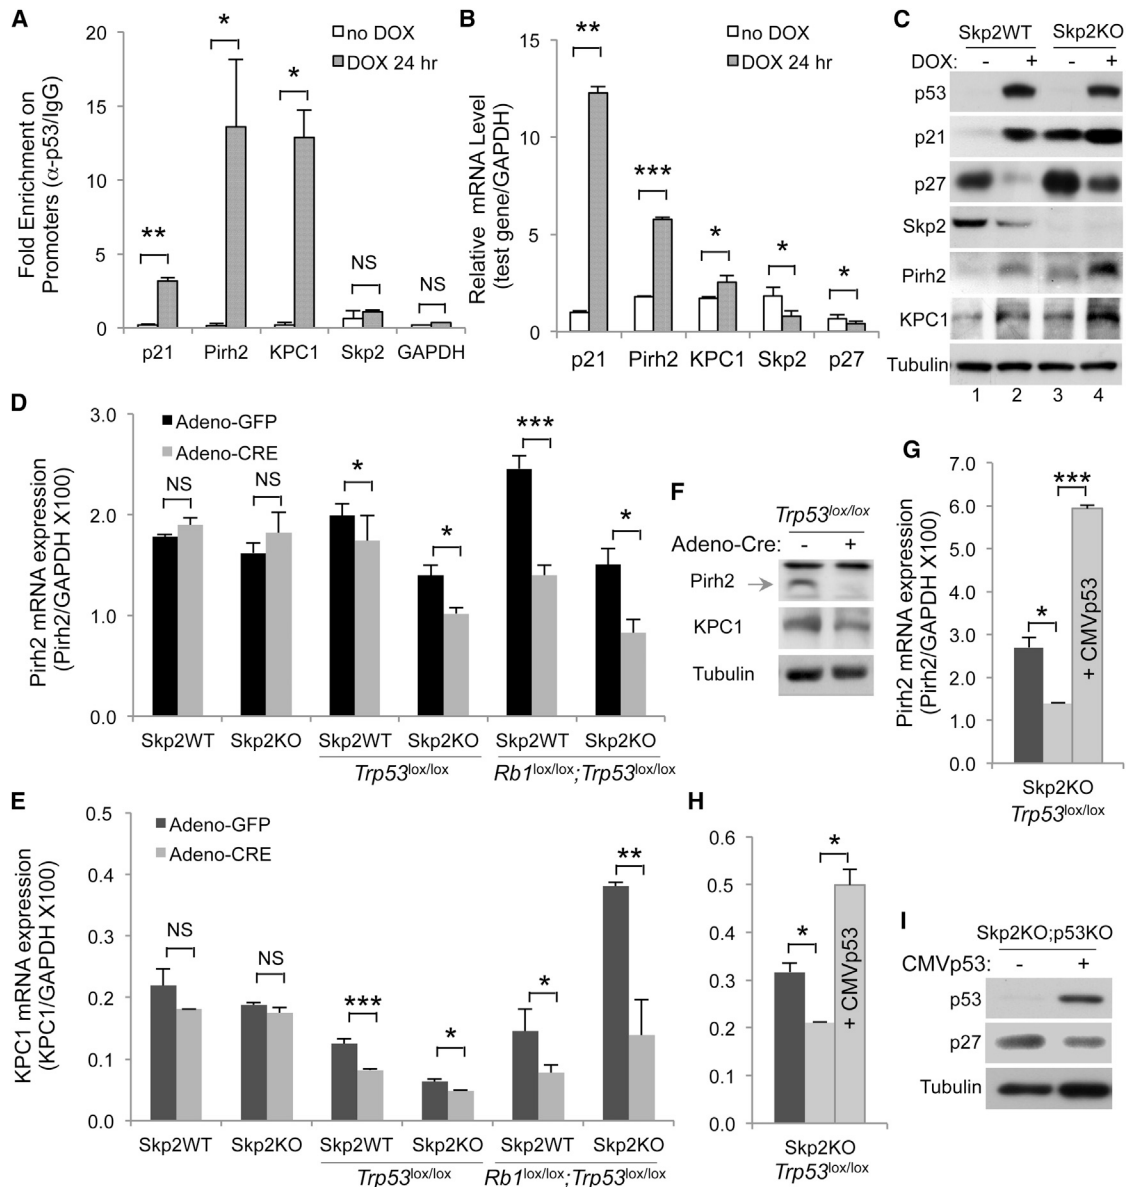 A
Fold Enrichment on
Promoters (α-p53/IgG)
20
15
10
5
0
no DOX
DOX 24 hr
**
*
*
NS
NS
p21 Pirh2 KPC1 Skp2 GAPDH
B
Relative mRNA Level
(test gene/GAPDH)
15
10
5
0
no DOX
DOX 24 hr
**
***
*
*
*
p21 Pirh2 KPC1 Skp2 p27
C
Skp2WT Skp2KO
DOX: - + - +
p53
p21
p27
Skp2
Pirh2
KPC1
Tubulin
1 2 3 4
D
Pirh2 mRNA expression
(Pirh2/GAPDH X100)
3.0
2.0
1.0
0.0
Adeno-GFP
Adeno-CRE
NS
NS
*
*
***
*
Skp2WT Skp2KO Skp2WT Skp2KO Skp2WT Skp2KO
Trp53lox/lox Rb1lox/lox;Trp53lox/lox
E
KPC1 mRNA expression
(KPC1/GAPDH X100)
0.5
0.4
0.3
0.2
0.1
0.0
Adeno-GFP
Adeno-CRE
NS
NS
***
*
*
**
Skp2WT Skp2KO Skp2WT Skp2KO Skp2WT Skp2KO
Trp53lox/lox Rb1lox/lox;Trp53lox/lox
F
Trp53lox/lox
Adeno-Cre: - +
Pirh2
KPC1
Tubulin
G
Pirh2 mRNA expression
(Pirh2/GAPDH X100)
7.0
6.0
5.0
4.0
3.0
2.0
1.0
0.0
*
***
+ CMVp53
Skp2KO
Trp53lox/lox
H
0.6
0.5
0.4
0.3
0.2
0.1
0.0
*
*
+ CMVp53
Skp2KO
Trp53lox/lox
I
Skp2KO;p53KO
CMVp53: - +
p53
p27
Tubulin